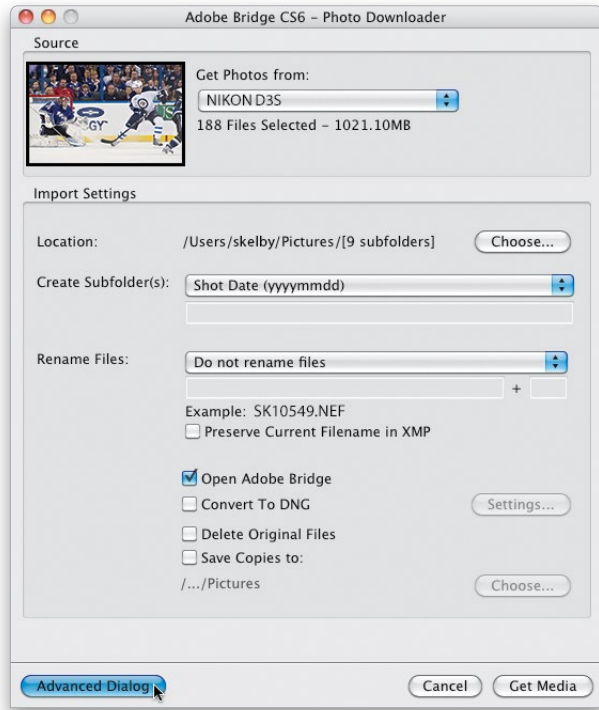 Adobe Bridge CS6 – Photo Downloader
Source
Get Photos from:
NIKON D3S
188 Files Selected – 1021.10MB
Import Settings
Location: /Users/skelby/Pictures/[9 subfolders] Choose...
Create Subfolder(s): Shot Date (yyyymmdd)
Rename Files: Do not rename files
+
Example: SK10549.NEF
Preserve Current Filename in XMP
Open Adobe Bridge
Convert To DNG Settings...
Delete Original Files
Save Copies to:
/.../Pictures Choose...
Advanced Dialog Cancel Get Media